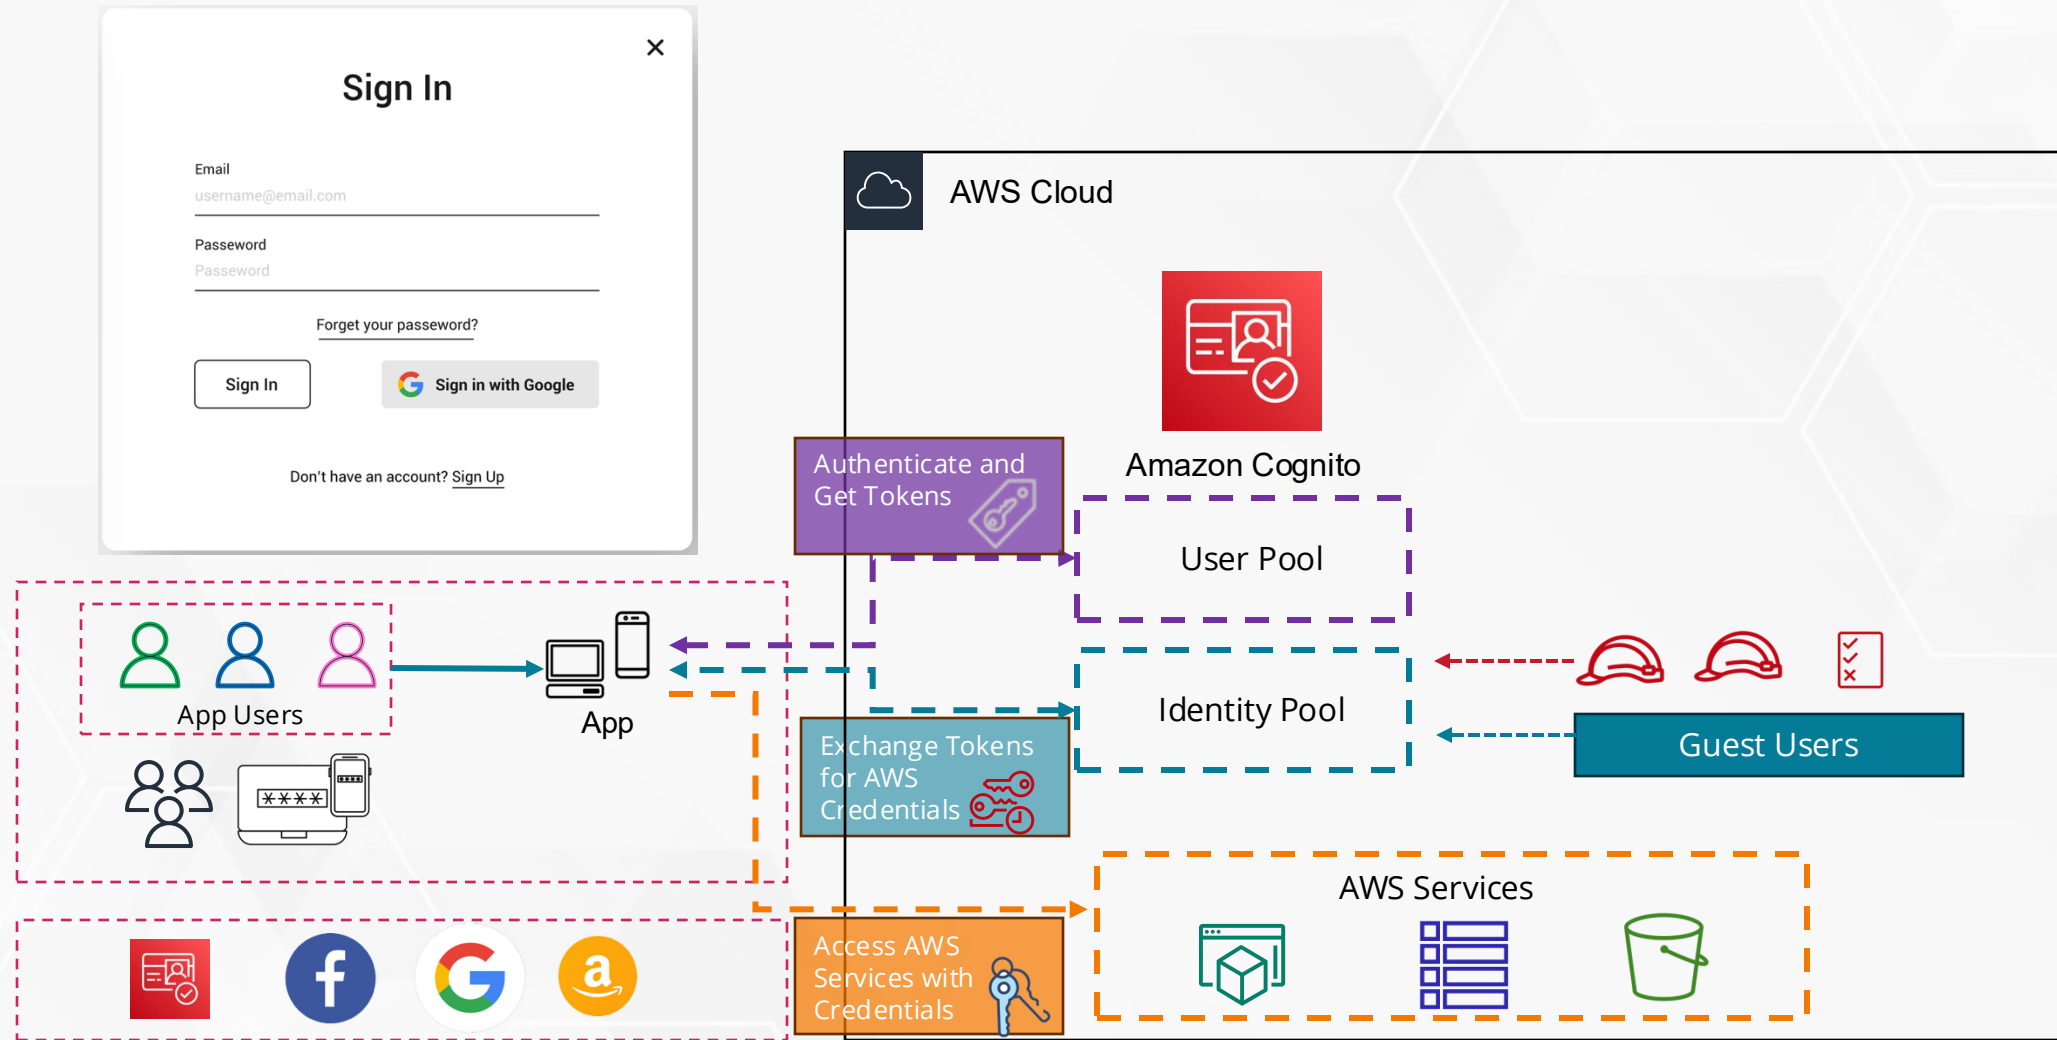 Sign In
Email
username@email.com
Passeword
Passeword
Forget your passeword?
Sign In
Sign in with Google
Don't have an account? Sign Up
AWS Cloud
Amazon Cognito
Authenticate and
Get Tokens
User Pool
App Users
App
Identity Pool
Exchange Tokens
for AWS
Credentials
Guest Users
****
AWS Services
Access AWS
Services with
Credentials